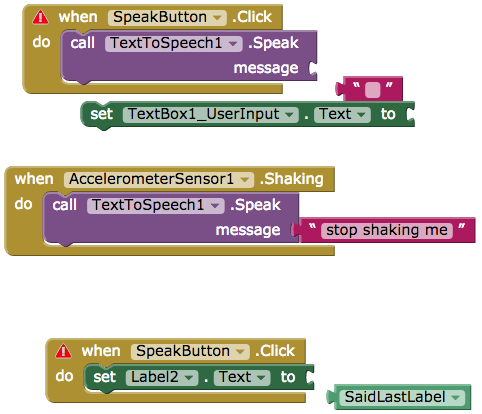 when SpeakButton .Click
do call TextToSpeech1 .Speak
message
" "
set TextBox1_UserInput . Text to
when AccelerometerSensor1 .Shaking
do call TextToSpeech1 .Speak
message " stop shaking me "
when SpeakButton .Click
do set Label2 . Text to
SaidLastLabel